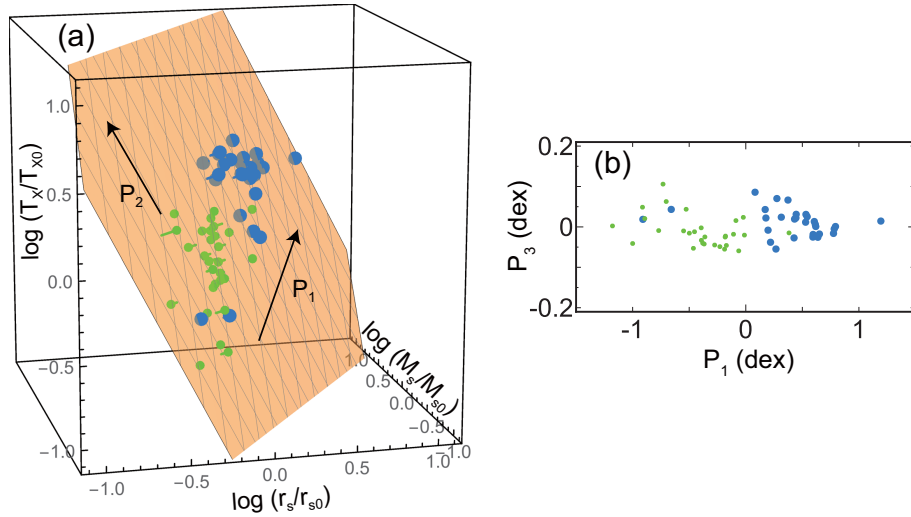 (a)
1.0
0.5
0.0
−0.5
−1.0
log (T_X/T_X0)
P_2
P_1
log (M_s/M_s0)
1.0
0.5
0.0
−0.5
−1.0
−1.0
−0.5
0.0
0.5
1.0
log (r_s/r_s0)
(b)
0.2
0
-0.2
P_3 (dex)
-1
0
1
P_1 (dex)